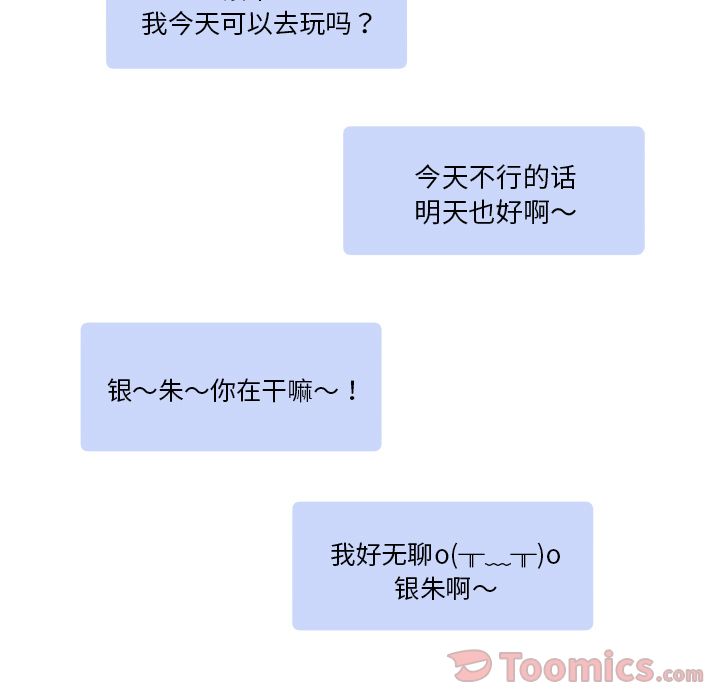 我今天可以去玩吗？
今天不行的话
明天也好啊～
银～朱～你在干嘛～！
我好无聊o(╥﹏╥)o
银朱啊～
Toomics.com